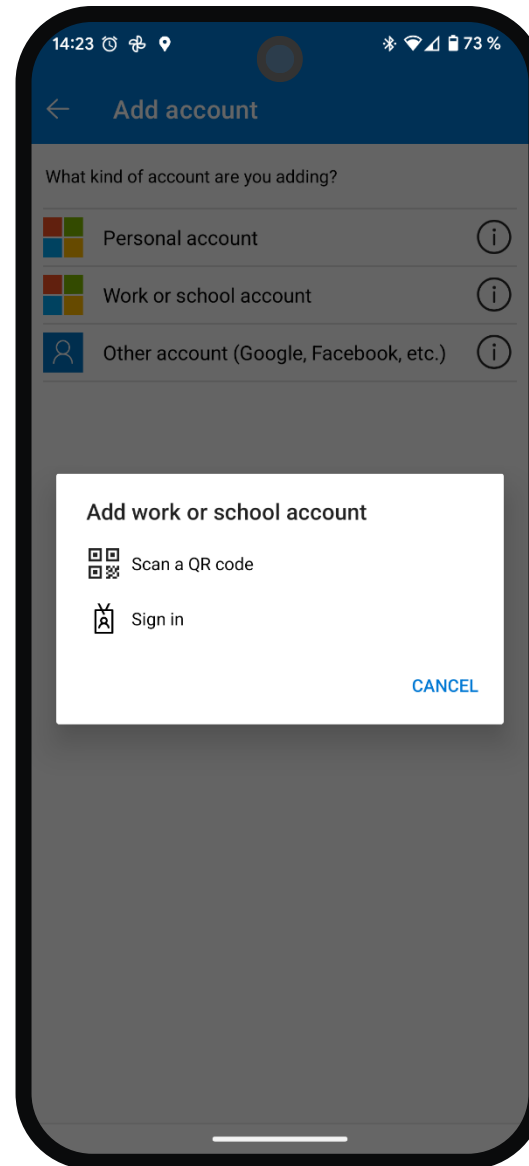 14:23 73 %
Add account
What kind of account are you adding?
Personal account
Work or school account
Other account (Google, Facebook, etc.)
Add work or school account
Scan a QR code
Sign in
CANCEL